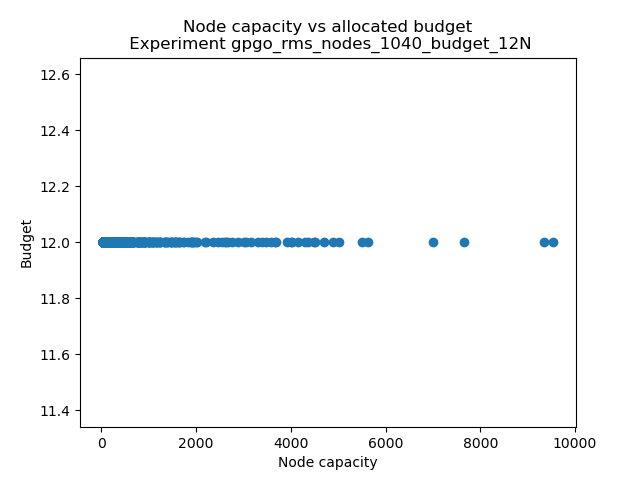 Node capacity vs allocated budget
Experiment gpgo_rms_nodes_1040_budget_12N
12.6
12.4
12.2
12.0
11.8
11.6
11.4
Budget
0 2000 4000 6000 8000 10000
Node capacity